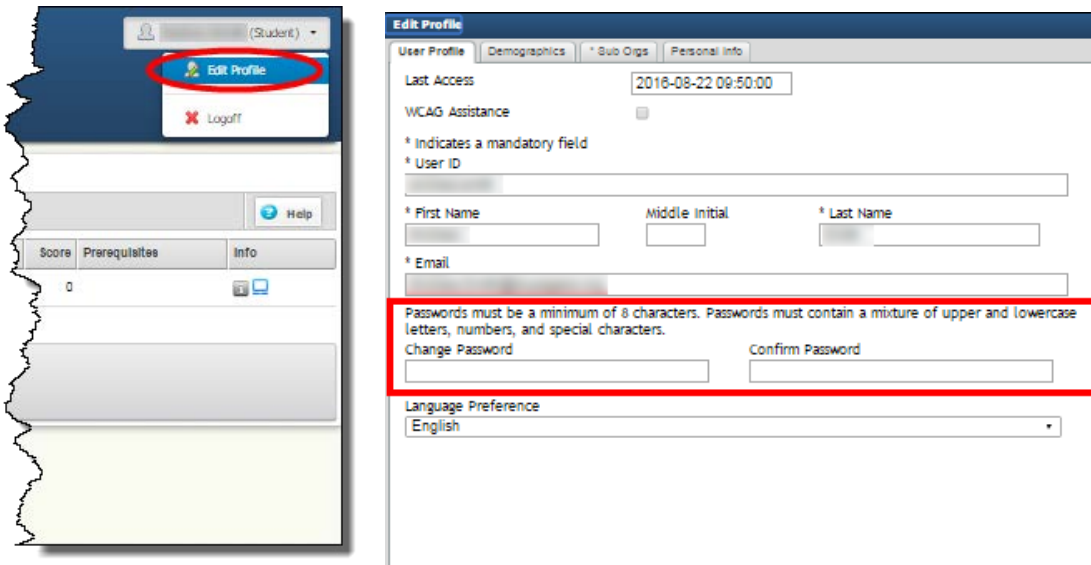 (Student)
Edit Profile
Logoff
Help
Score Prerequisites Info
0
Edit Profile
User Profile Demographics * Sub Orgs Personal Info
Last Access 2016-08-22 09:50:00
WCAG Assistance
* Indicates a mandatory field
* User ID
* First Name Middle Initial * Last Name
* Email
Passwords must be a minimum of 8 characters. Passwords must contain a mixture of upper and lowercase
letters, numbers, and special characters.
Change Password Confirm Password
Language Preference
English